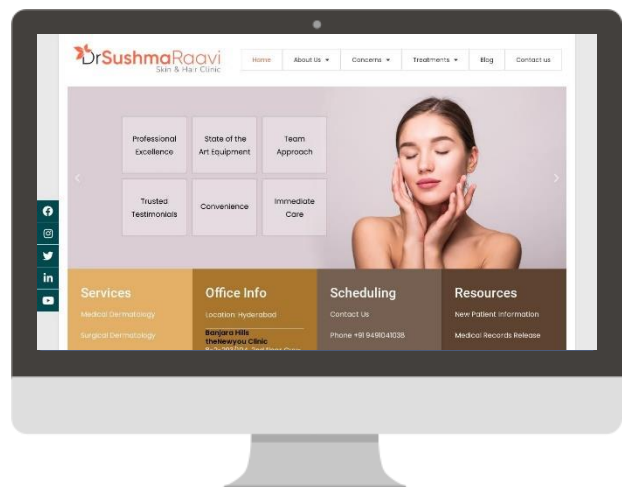 DrSushmaRaavi
Skin & Hair Clinic
Home
About Us
Concerns
Treatments
Blog
Contact us
Professional
Excellence
State of the
Art Equipment
Team
Approach
Trusted
Testimonials
Convenience
Immediate
Care
in
Services
Medical Dermatology
Surgical Dermatology
Office Info
Location: Hyderabad
Banjara Hills
theNewyou Clinic
Scheduling
Contact Us
Phone +91 9491041038
Resources
New Patient Information
Medical Records Release